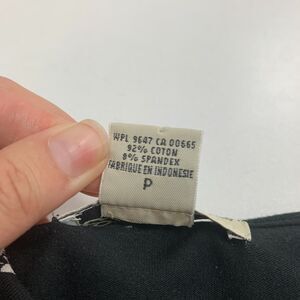 WPL 9647 CA 00665
92% COTON
8% SPANDEX
FABRIQUE EN INDONESIE
P